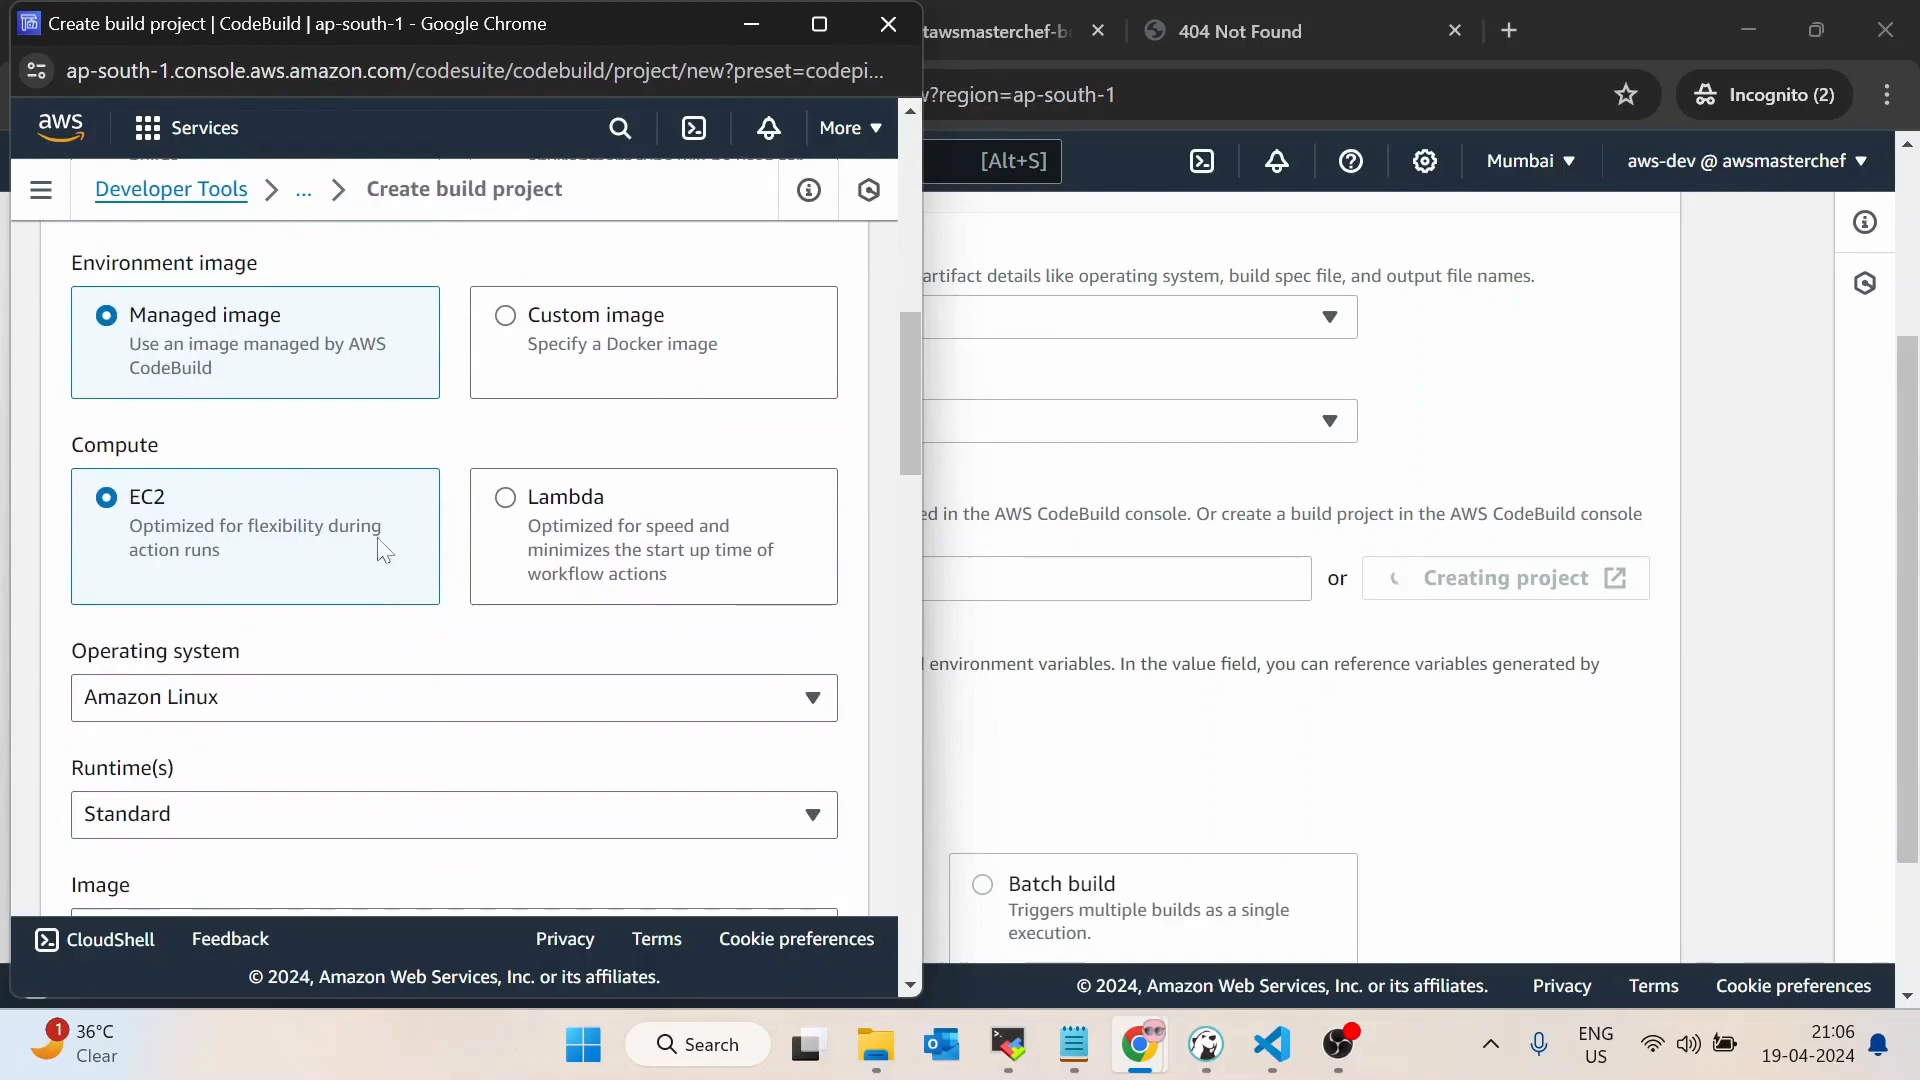 Create build project | CodeBuild | ap-south-1 - Google Chrome
tawsmasterchef-b
404 Not Found
ap-south-1.console.aws.amazon.com/codesuite/codebuild/project/new?preset=codepi...
w?region=ap-south-1
Incognito (2)
aws
Services
More
[Alt+S]
Mumbai
aws-dev @ awsmasterchef
Developer Tools
...
Create build project
Environment image
Managed image
Use an image managed by AWS
CodeBuild
Custom image
Specify a Docker image
artifact details like operating system, build spec file, and output file names.
Compute
EC2
Optimized for flexibility during
action runs
Lambda
Optimized for speed and
minimizes the start up time of
workflow actions
ed in the AWS CodeBuild console. Or create a build project in the AWS CodeBuild console
or
Creating project
Operating system
Amazon Linux
environment variables. In the value field, you can reference variables generated by
Runtime(s)
Standard
Image
Batch build
Triggers multiple builds as a single
execution.
CloudShell
Feedback
Privacy
Terms
Cookie preferences
© 2024, Amazon Web Services, Inc. or its affiliates.
© 2024, Amazon Web Services, Inc. or its affiliates.
Privacy
Terms
Cookie preferences
1
36°C
Clear
Search
ENG
US
21:06
19-04-2024